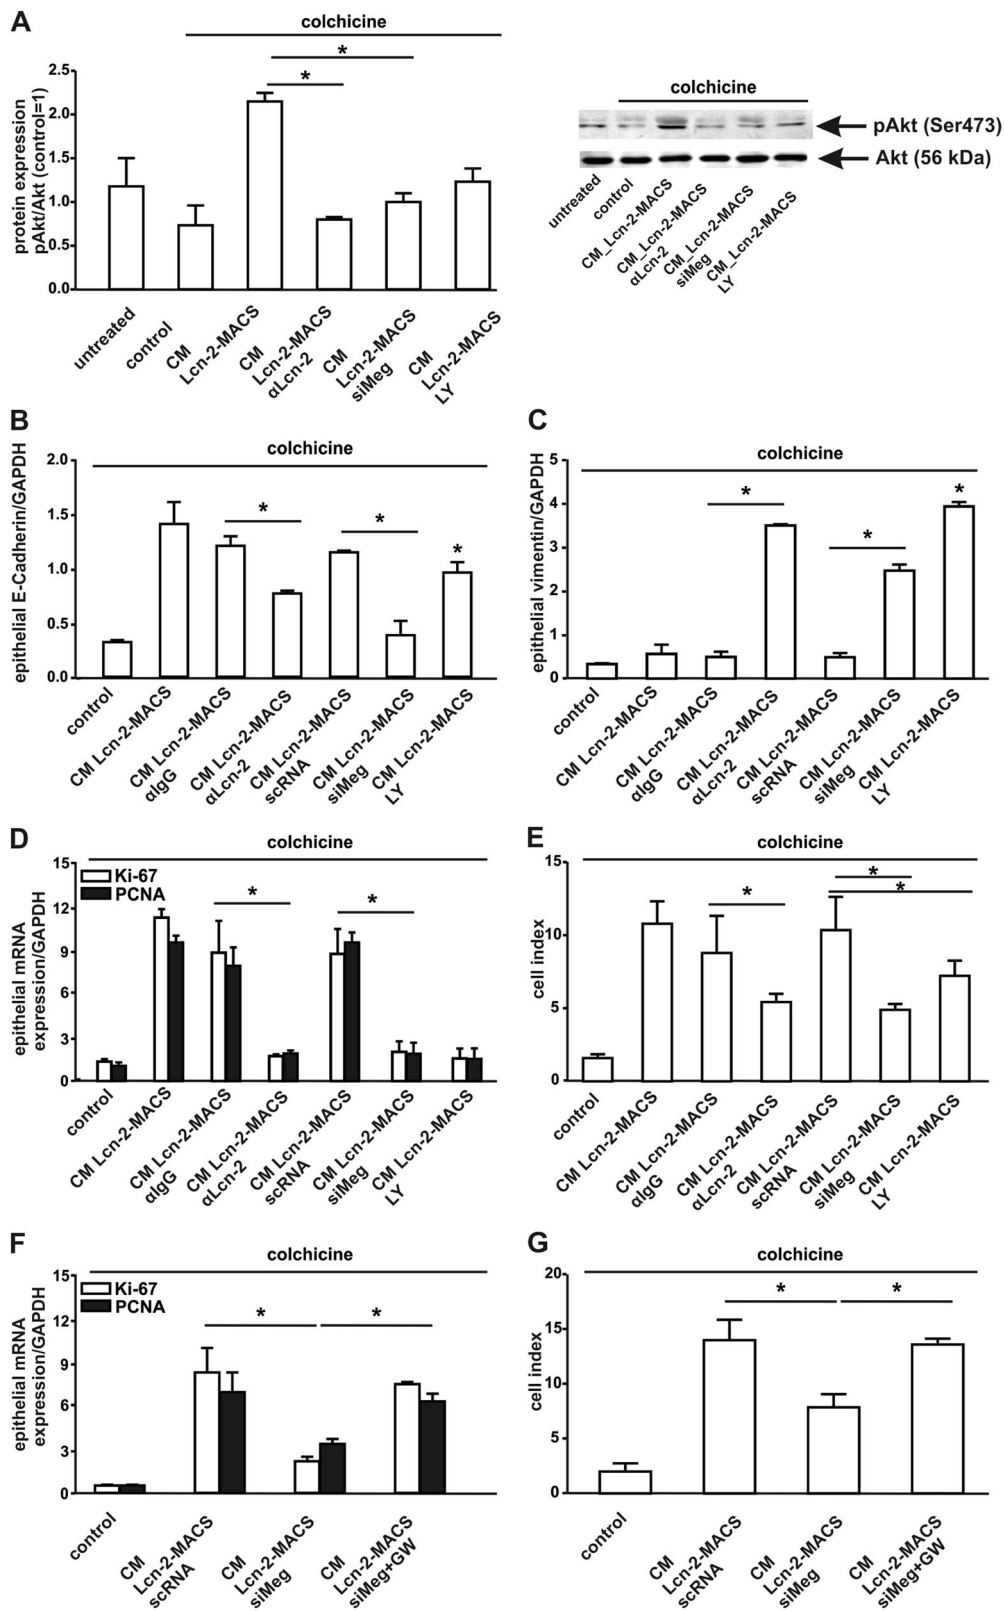 A
colchicine
*
*
protein expression
pAkt/Akt (control=1)
2.5
2.0
1.5
1.0
0.5
0.0
untreated
control
CM
Lcn-2-MACS
CM
Lcn-2-MACS
αLcn-2
CM
Lcn-2-MACS
siMeg
CM
Lcn-2-MACS
LY
colchicine
pAkt (Ser473)
Akt (56 kDa)
untreated
control
CM_Lcn-2-MACS
CM_Lcn-2-MACS
αLcn-2
CM_Lcn-2-MACS
siMeg
CM_Lcn-2-MACS
LY
B
colchicine
epithelial E-Cadherin/GAPDH
2.0
1.5
1.0
0.5
0.0
*
*
*
control
CM Lcn-2-MACS
CM Lcn-2-MACS
αIgG
CM Lcn-2-MACS
αLcn-2
CM Lcn-2-MACS
scRNA
CM Lcn-2-MACS
siMeg
CM Lcn-2-MACS
LY
C
colchicine
epithelial vimentin/GAPDH
5
4
3
2
1
0
*
*
*
control
CM Lcn-2-MACS
CM Lcn-2-MACS
αIgG
CM Lcn-2-MACS
αLcn-2
CM Lcn-2-MACS
scRNA
CM Lcn-2-MACS
siMeg
CM Lcn-2-MACS
LY
D
colchicine
epithelial mRNA
expression/GAPDH
15
12
9
6
3
0
Ki-67
PCNA
*
*
control
CM Lcn-2-MACS
CM Lcn-2-MACS
αIgG
CM Lcn-2-MACS
αLcn-2
CM Lcn-2-MACS
scRNA
CM Lcn-2-MACS
siMeg
CM Lcn-2-MACS
LY
E
colchicine
cell index
15
10
5
0
*
*
*
control
CM Lcn-2-MACS
CM Lcn-2-MACS
αIgG
CM Lcn-2-MACS
αLcn-2
CM Lcn-2-MACS
scRNA
CM Lcn-2-MACS
siMeg
CM Lcn-2-MACS
LY
F
colchicine
epithelial mRNA
expression/GAPDH
15
12
9
6
3
0
Ki-67
PCNA
*
*
control
CM
Lcn-2-MACS
scRNA
CM
Lcn-2-MACS
siMeg
CM
Lcn-2-MACS
siMeg+GW
G
colchicine
cell index
20
15
10
5
0
*
*
control
CM
Lcn-2-MACS
scRNA
CM
Lcn-2-MACS
siMeg
CM
Lcn-2-MACS
siMeg+GW